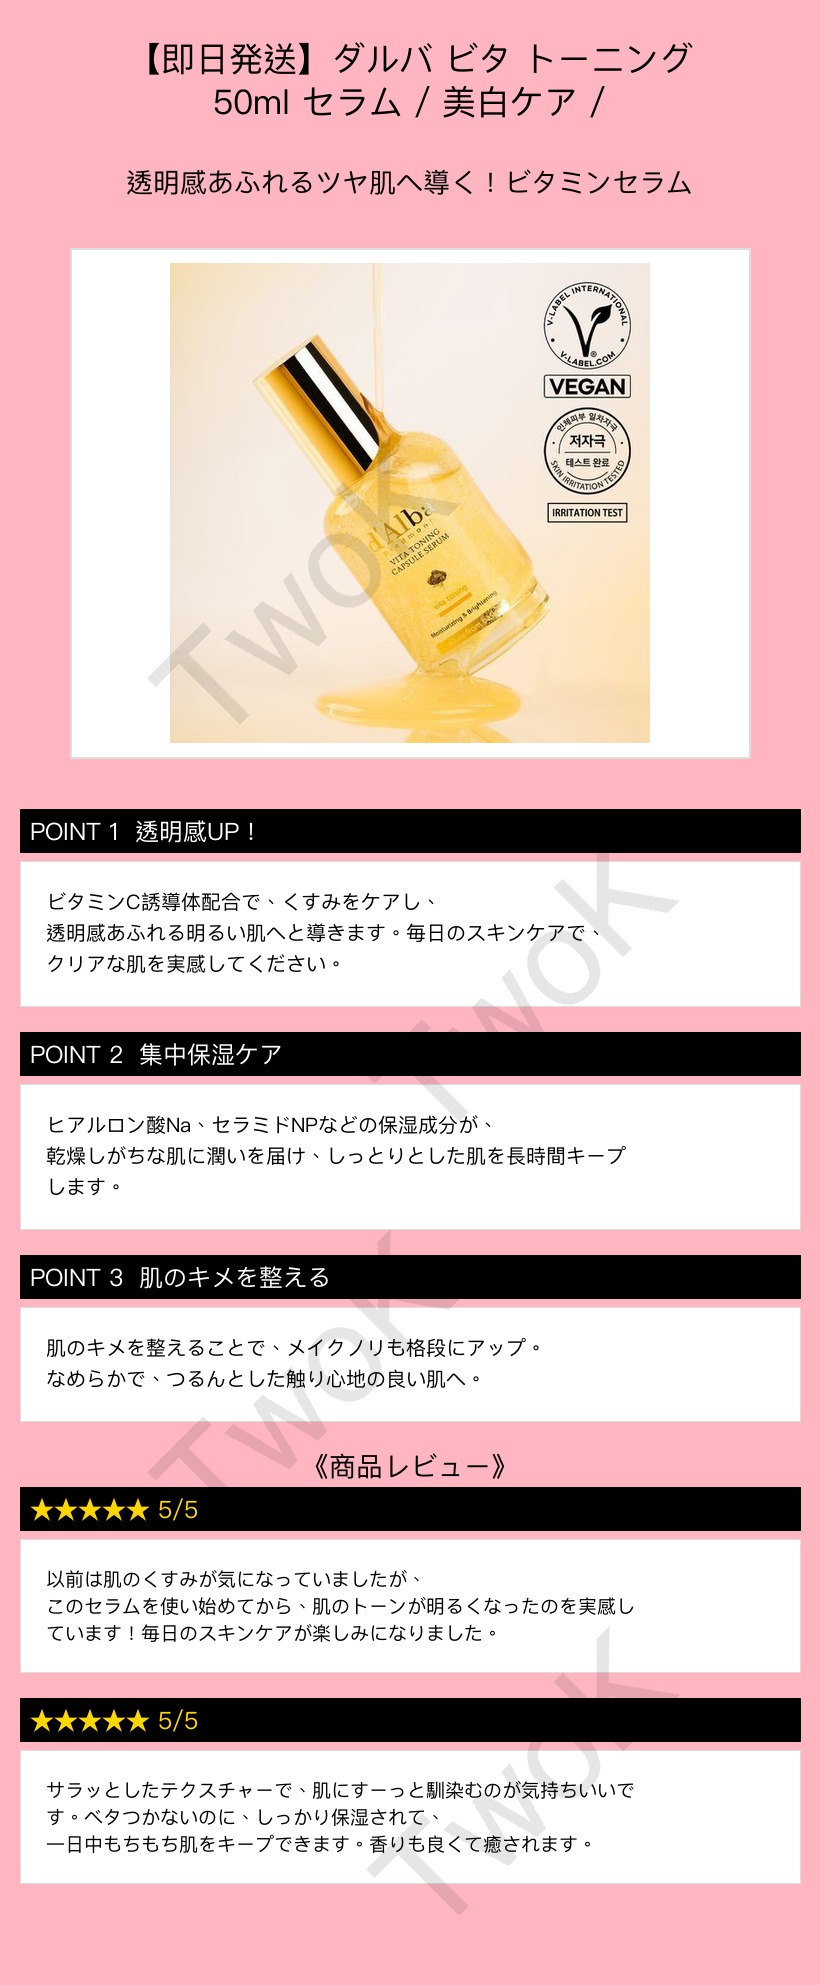 【即日発送】ダルバ ビタ トーニング
50ml セラム / 美白ケア /
透明感あふれるツヤ肌へ導く！ビタミンセラム
V-LABEL INTERNATIONAL
V-LABEL.COM
VEGAN
인체피부 일차자극
저자극
테스트 완료
SKIN IRRITATION TESTED
IRRITATION TEST
d'Alba
piedmont
VITA TONING
CAPSULE SERUM
vita toning
Moisturizing & Brightening
TwoK
POINT 1 透明感UP！
ビタミンC誘導体配合で、くすみをケアし、
透明感あふれる明るい肌へと導きます。毎日のスキンケアで、
クリアな肌を実感してください。
TwoK
POINT 2 集中保湿ケア
ヒアルロン酸Na、セラミドNPなどの保湿成分が、
乾燥しがちな肌に潤いを届け、しっとりとした肌を長時間キープ
します。
POINT 3 肌のキメを整える
肌のキメを整えることで、メイクノリも格段にアップ。
なめらかで、つるんとした触り心地の良い肌へ。
TwoK
《商品レビュー》
★★★★★ 5/5
以前は肌のくすみが気になっていましたが、
このセラムを使い始めてから、肌のトーンが明るくなったのを実感し
ています！毎日のスキンケアが楽しみになりました。
★★★★★ 5/5
サラッとしたテクスチャーで、肌にすーっと馴染むのが気持ちいいで
す。ベタつかないのに、しっかり保湿されて、
一日中もちもち肌をキープできます。香りも良くて癒されます。
TwoK